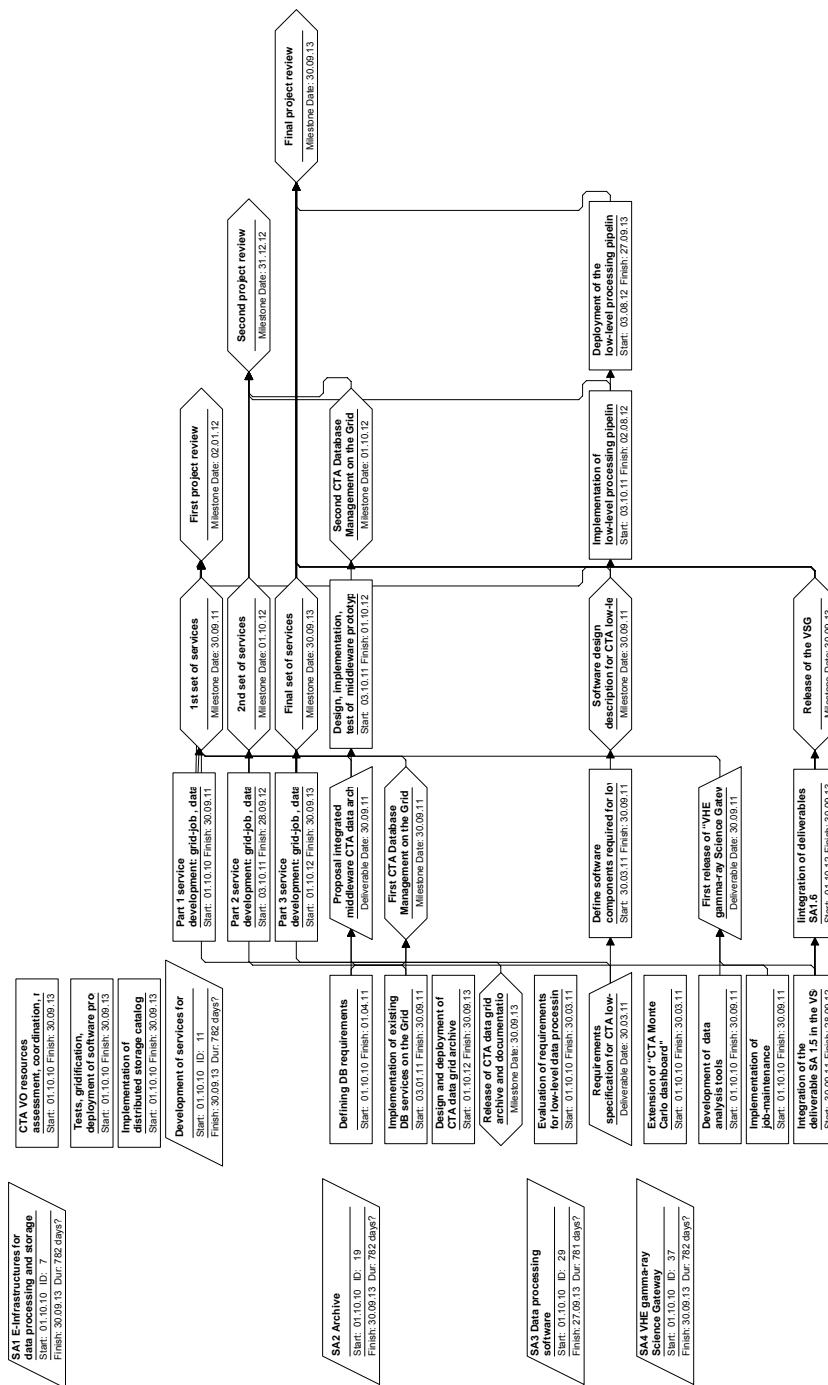 SA1 E-Infrastructures for
data processing and storage
Start: 01.10.10 ID: 7
Finish: 30.09.13 Dur: 782 days?
CTA VO resources
assessment, coordination, r
Start: 01.10.10 Finish: 30.09.13
Tests, gridification,
deployment of software pro
Start: 01.10.10 Finish: 30.09.13
Implementation of
distributed storage catalog
Start: 01.10.10 Finish: 30.09.13
Development of services for
Start: 01.10.10 ID: 11
Finish: 30.09.13 Dur: 782 days?
Part 1 service
development: grid-job , data
Start: 01.10.10 Finish: 30.09.11
1st set of services
Milestone Date: 30.09.11
First project review
Milestone Date: 02.01.12
Part 2 service
development: grid-job , data
Start: 03.10.11 Finish: 28.09.12
2nd set of services
Milestone Date: 01.10.12
Second project review
Milestone Date: 31.12.12
Part 3 service
development: grid-job , data
Start: 01.10.12 Finish: 30.09.13
Final set of services
Milestone Date: 30.09.13
Final project review
Milestone Date: 30.09.13
SA2 Archive
Start: 01.10.10 ID: 19
Finish: 30.09.13 Dur: 782 days?
Defining DB requirements
Start: 01.10.10 Finish: 01.04.11
Proposal integrated
middleware CTA data arch
Deliverable Date: 30.09.11
Design, implementation,
test of middleware prototyp
Start: 03.10.11 Finish: 01.10.12
Second CTA Database
Management on the Grid
Milestone Date: 01.10.12
Implementation of existing
DB services on the Grid
Start: 03.01.11 Finish: 30.09.11
First CTA Database
Management on the Grid
Milestone Date: 30.09.11
Design and deployment of
CTA data grid archive
Start: 01.10.12 Finish: 30.09.13
Release of CTA data grid
archive and documentatio
Milestone Date: 30.09.13
SA3 Data processing
software
Start: 01.10.10 ID: 29
Finish: 27.09.13 Dur: 781 days?
Evaluation of requirements
for low-level data processin
Start: 01.10.10 Finish: 30.03.11
Requirements
specification for CTA low-
Deliverable Date: 30.03.11
Define software
components required for lo
Start: 30.03.11 Finish: 30.09.11
Software design
description for CTA low-le
Milestone Date: 30.09.11
Implementation of
low-level processing pipelin
Start: 03.10.11 Finish: 02.08.12
Deployment of the
low-level processing pipelin
Start: 03.08.12 Finish: 27.09.13
SA4 VHE gamma-ray
Science Gateway
Start: 01.10.10 ID: 37
Finish: 30.09.13 Dur: 782 days?
Extension of "CTA Monte
Carlo dashboard"
Start: 01.10.10 Finish: 30.03.11
Development of data
analysis tools
Start: 01.10.10 Finish: 30.09.11
First release of "VHE
gamma-ray Science Gatew
Deliverable Date: 30.09.11
Implementation of
job-maintenance
Start: 01.10.10 Finish: 30.09.11
Integration of the
deliverable SA 1.5 in the VS
Iintegration of deliverables
SA1.6
Release of the VSG